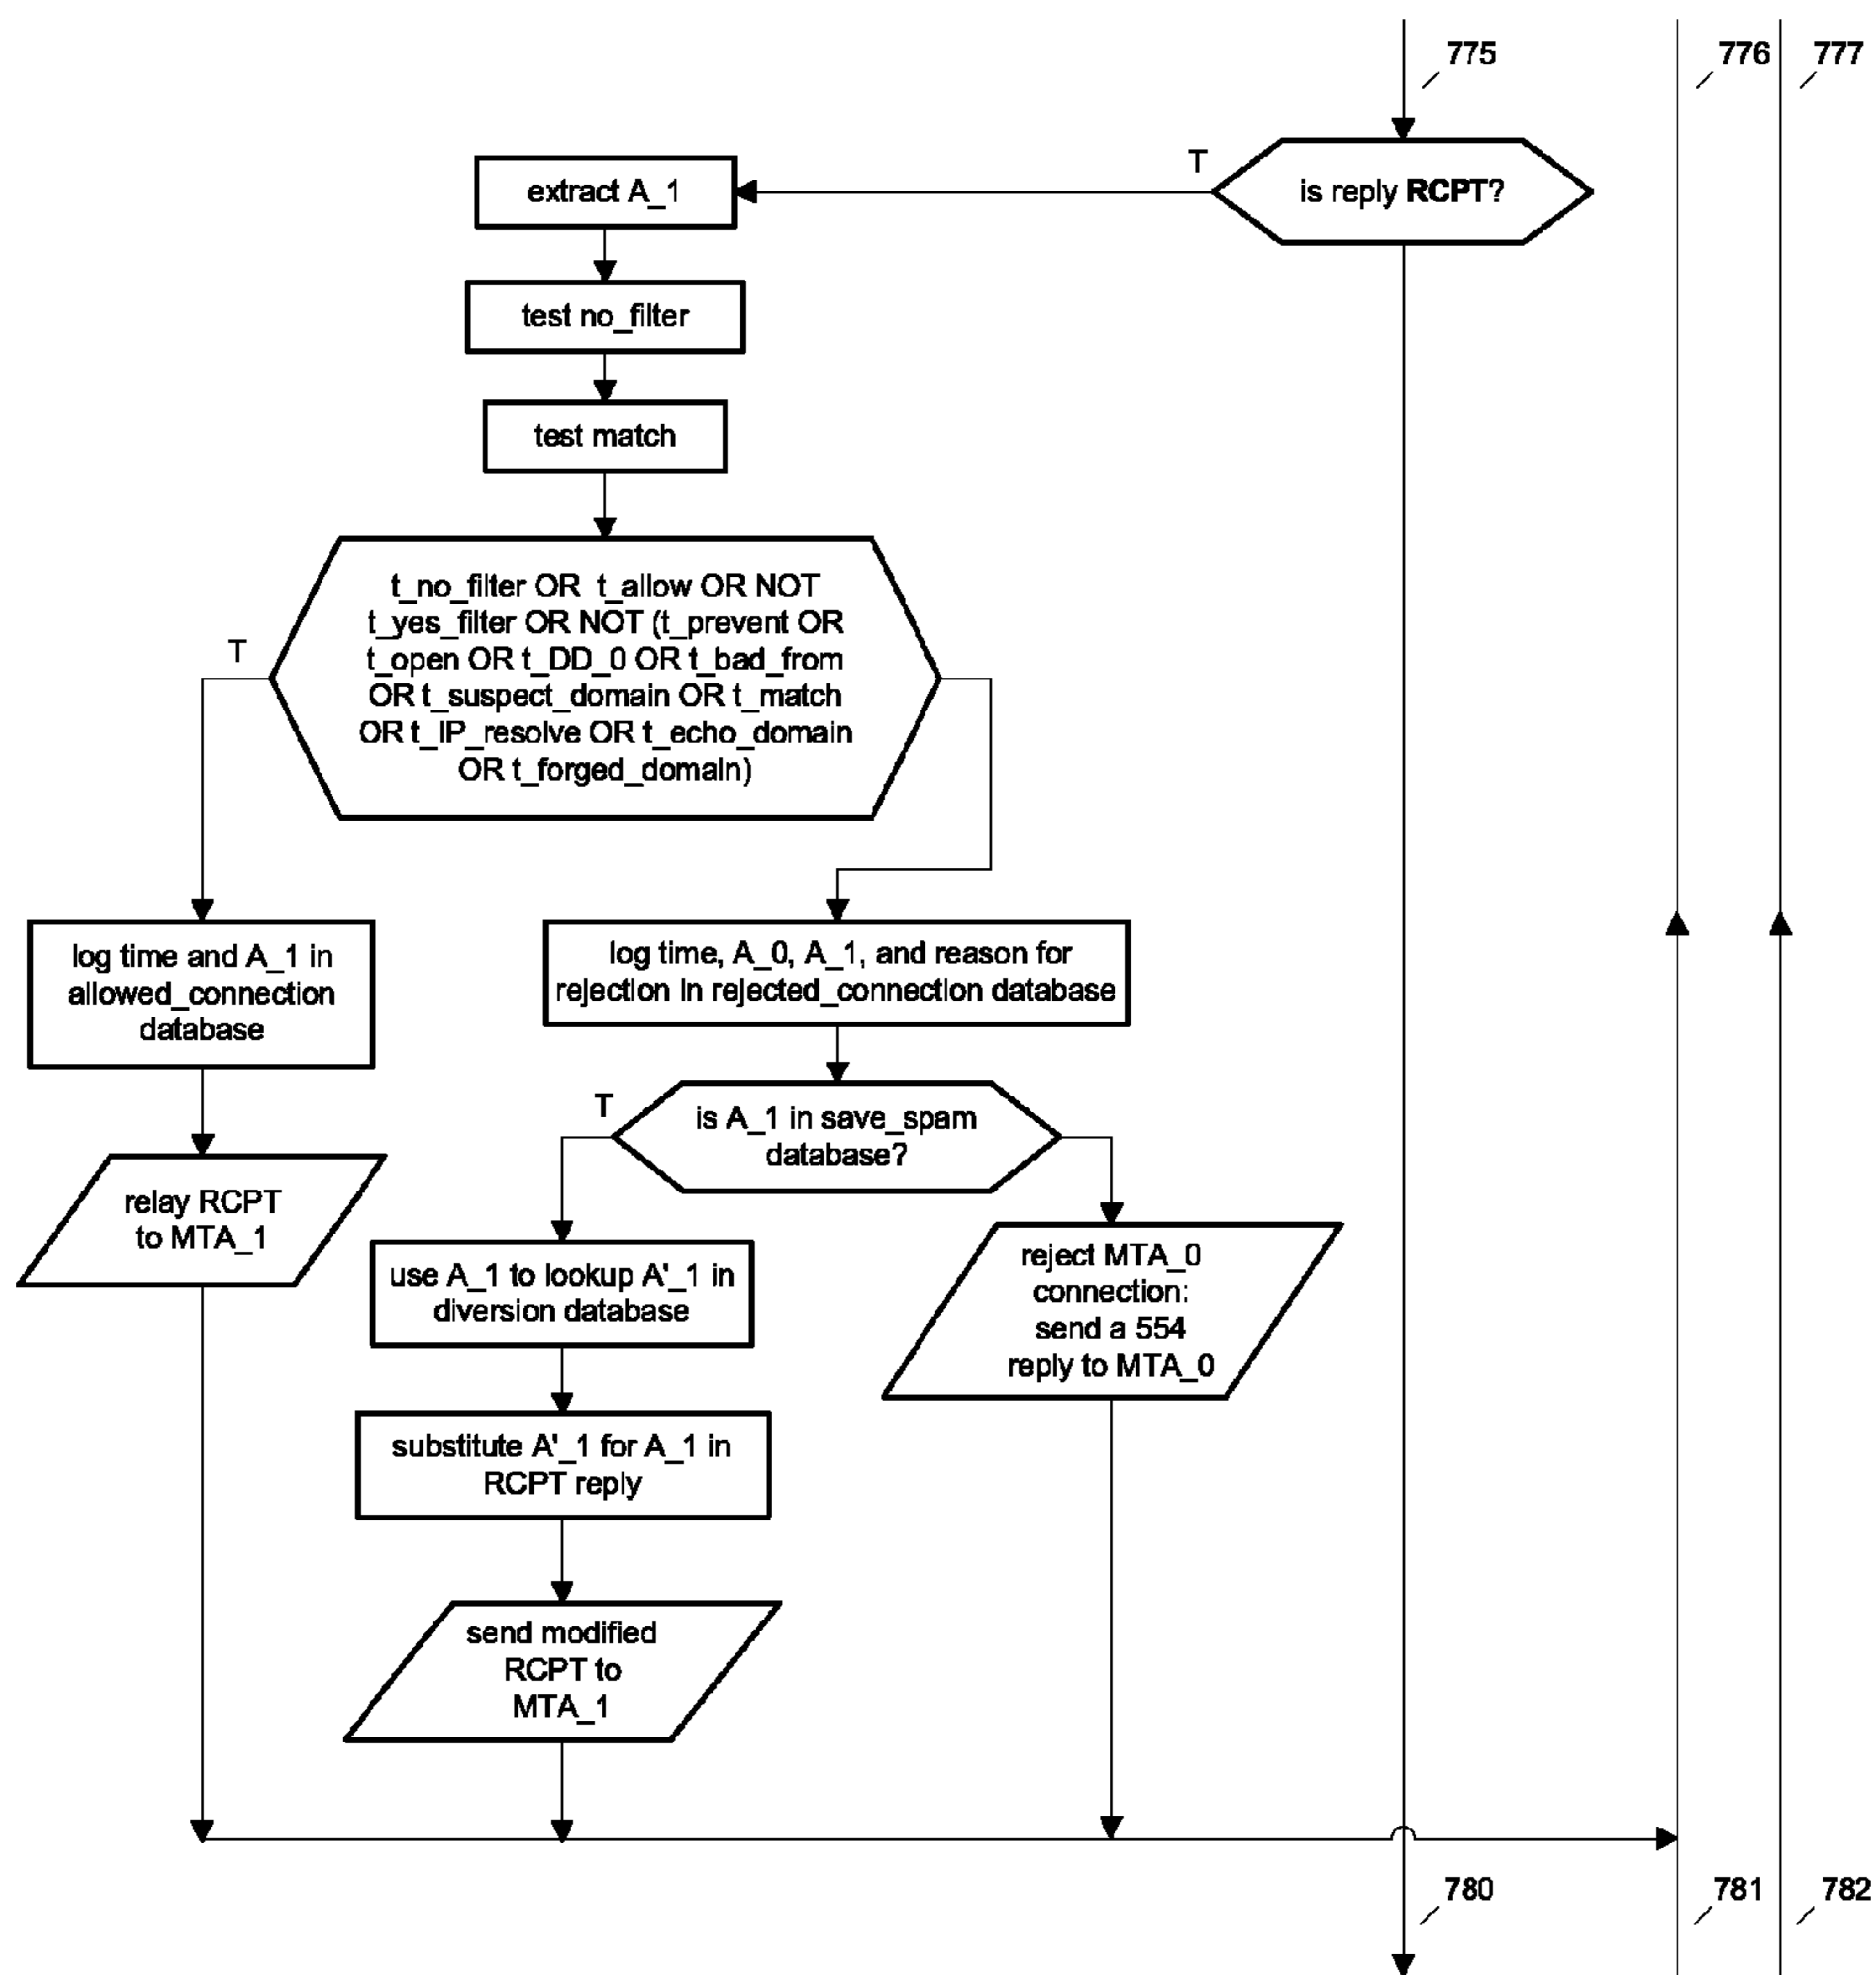 775
776
777
T
is reply RCPT?
extract A_1
test no_filter
test match
t_no_filter OR t_allow OR NOT
t_yes_filter OR NOT (t_prevent OR
t_open OR t_DD_0 OR t_bad_from
OR t_suspect_domain OR t_match
OR t_IP_resolve OR t_echo_domain
OR t_forged_domain)
T
log time and A_1 in
allowed_connection
database
log time, A_0, A_1, and reason for
rejection in rejected_connection database
T
is A_1 in save_spam
database?
relay RCPT
to MTA_1
use A_1 to lookup A'_1 in
diversion database
reject MTA_0
connection:
send a 554
reply to MTA_0
substitute A'_1 for A_1 in
RCPT reply
send modified
RCPT to
MTA_1
780
781
782